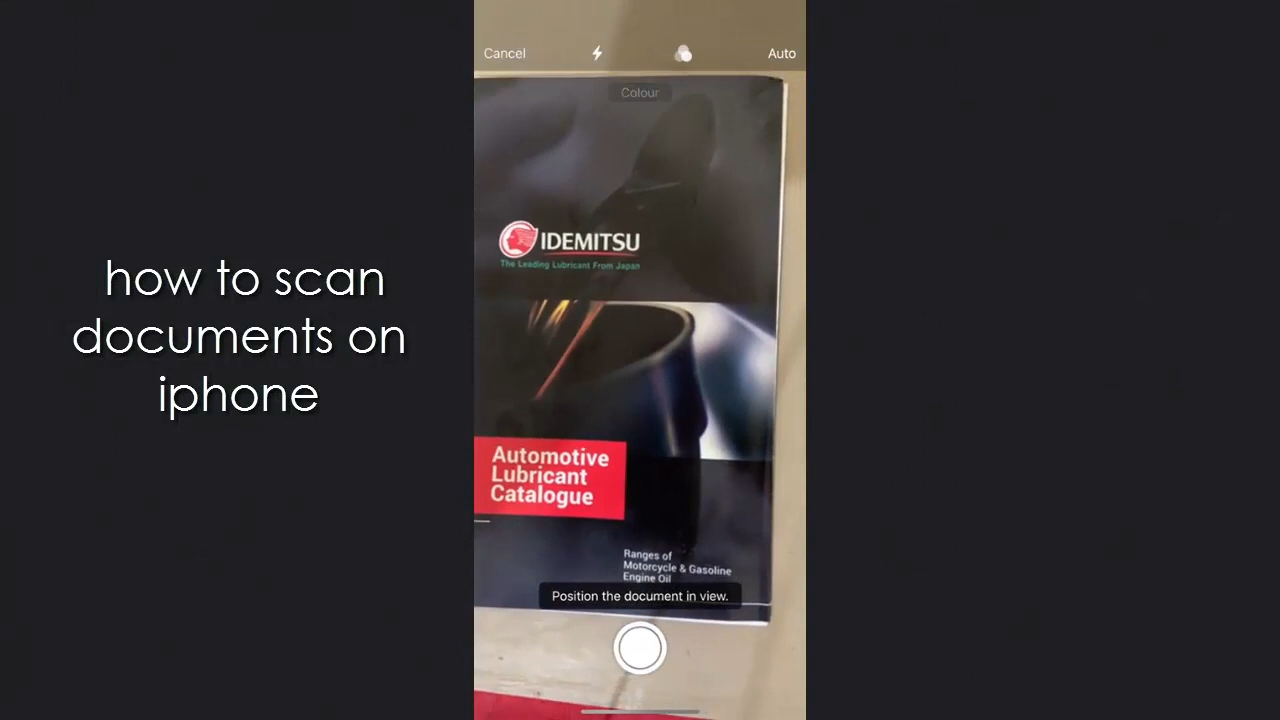 how to scan
documents on
iphone
Cancel
Auto
Colour
IDEMITSU
The Leading Lubricant From Japan
Automotive
Lubricant
Catalogue
Ranges of
Motorcycle & Gasoline
Engine Oil
Position the document in view.